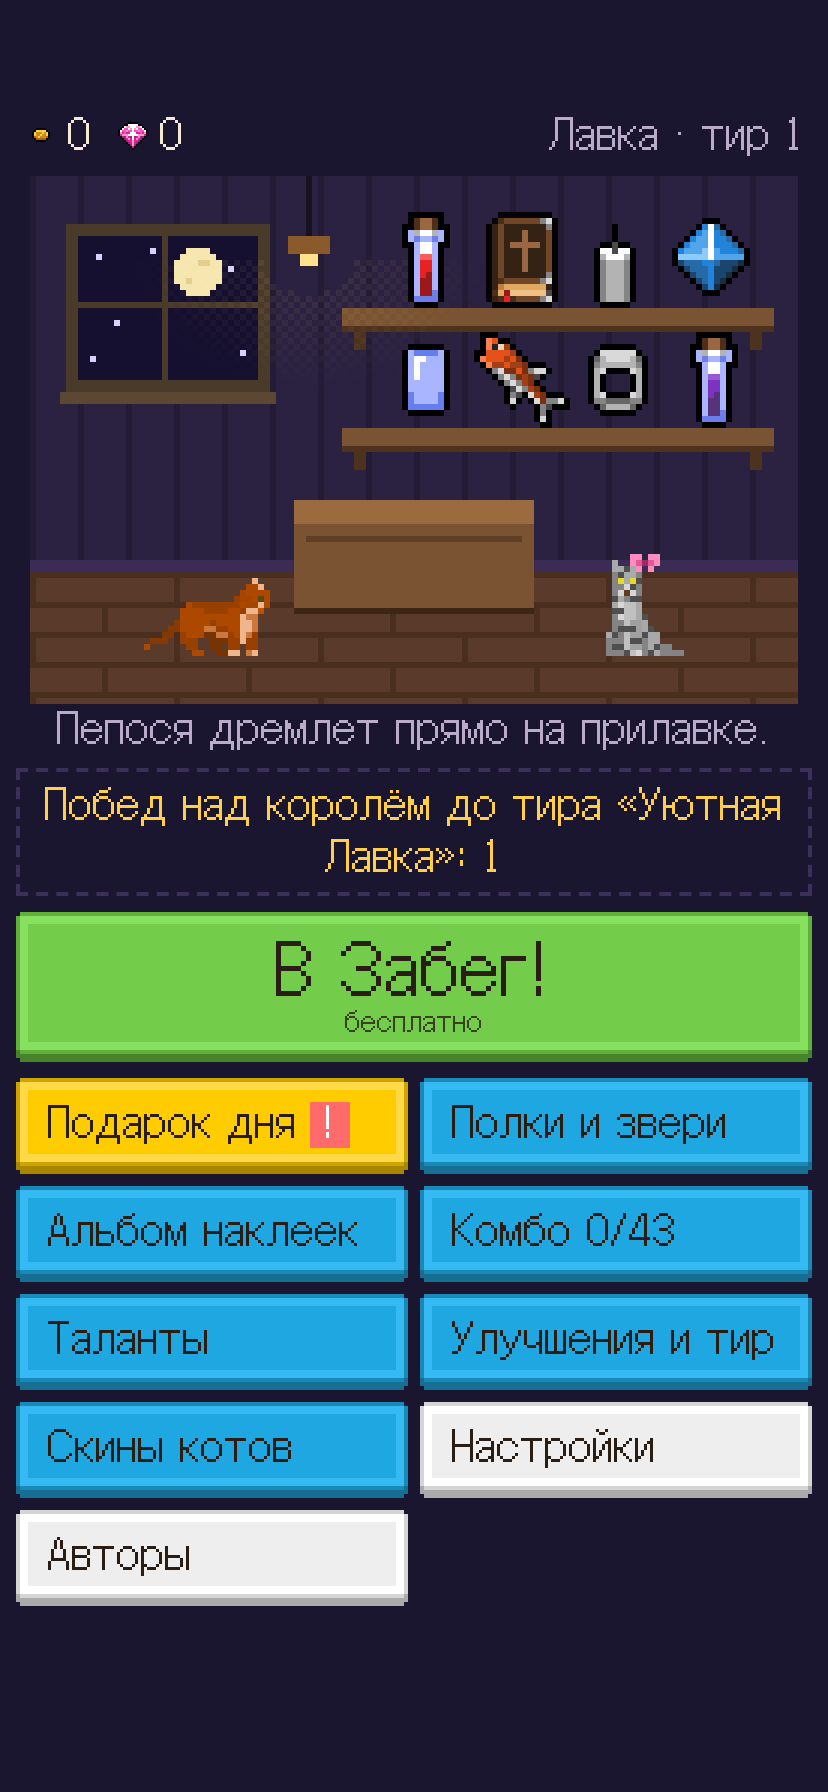 0 0 Лавка · тир 1
Пепося дремлет прямо на прилавке.
Побед над королём до тира «Уютная
Лавка»: 1
В Забег!
бесплатно
Подарок дня !
Полки и звери
Альбом наклеек
Комбо 0/43
Таланты
Улучшения и тир
Скины котов
Настройки
Авторы